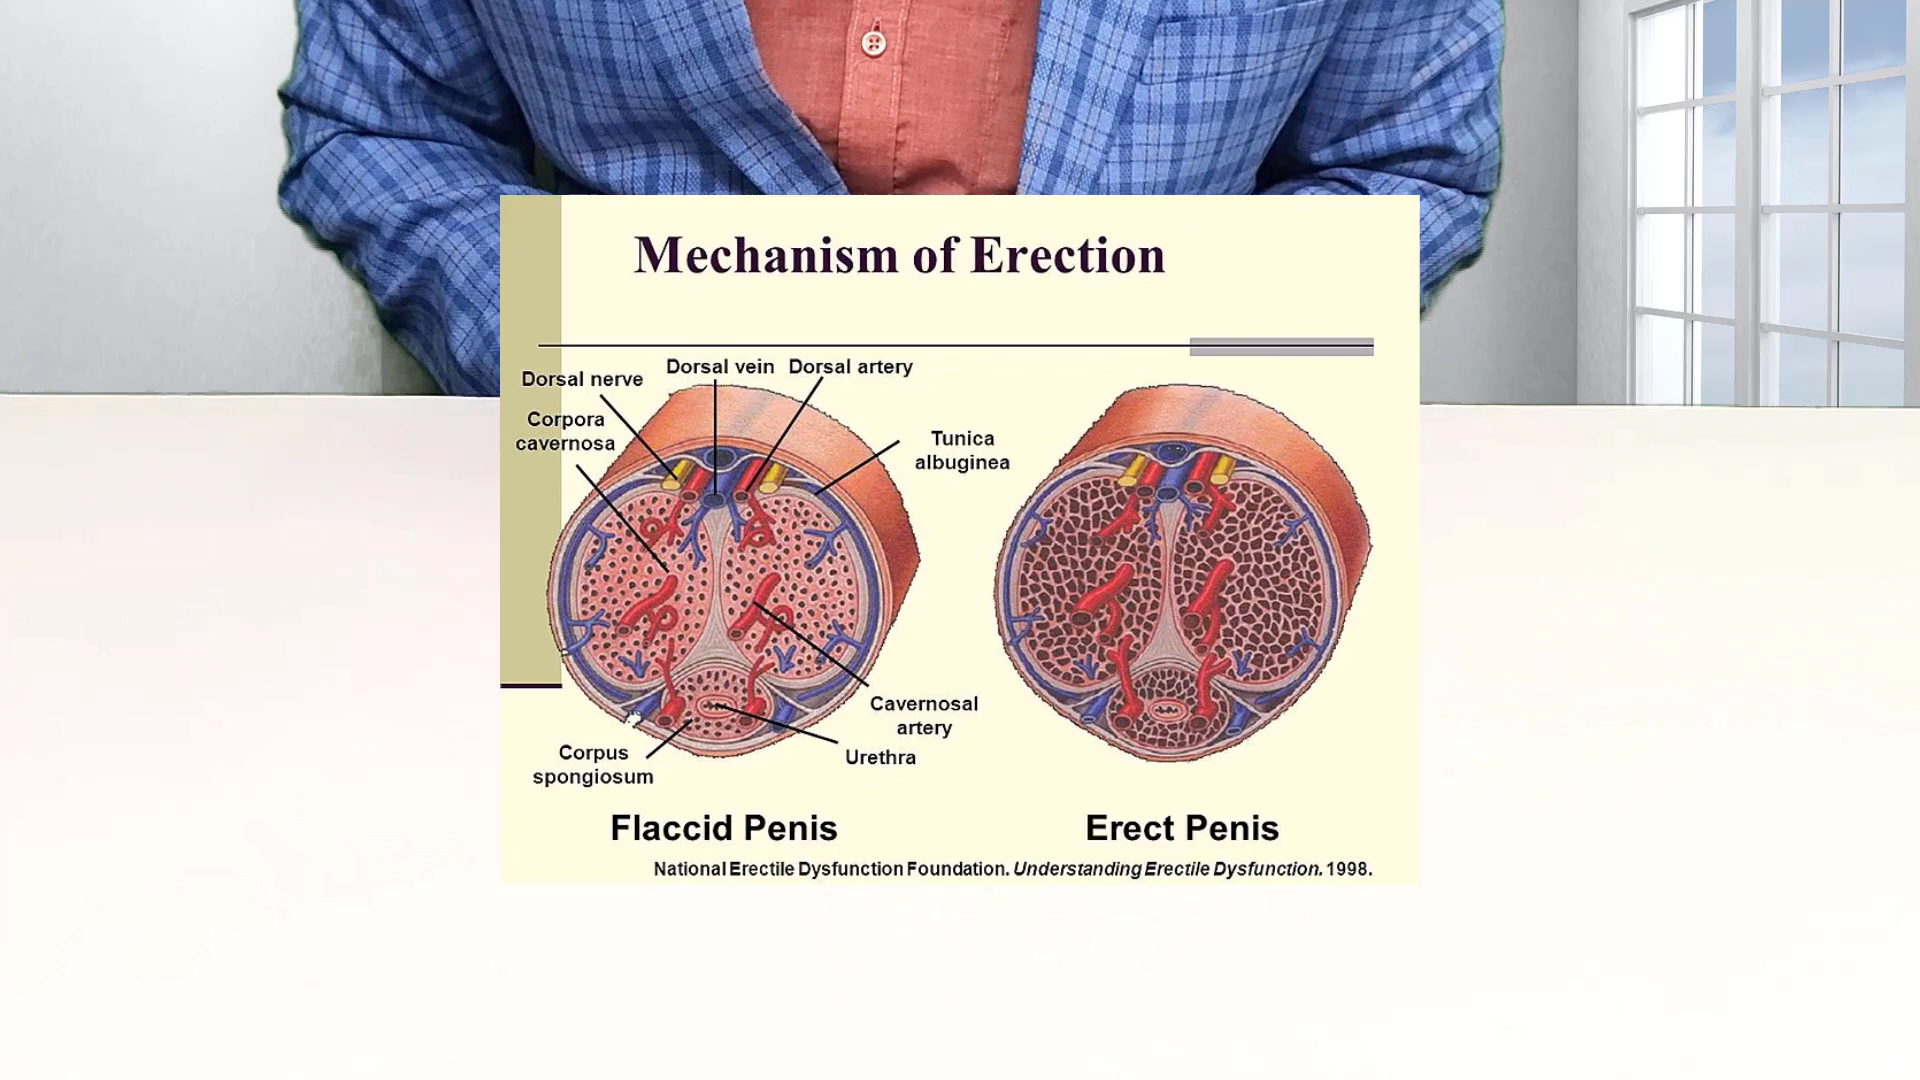 Mechanism of Erection
Dorsal vein
Dorsal artery
Dorsal nerve
Corpora
cavernosa
Tunica
albuginea
Cavernosal
artery
Urethra
Corpus
spongiosum
Flaccid Penis
Erect Penis
National Erectile Dysfunction Foundation. Understanding Erectile Dysfunction. 1998.